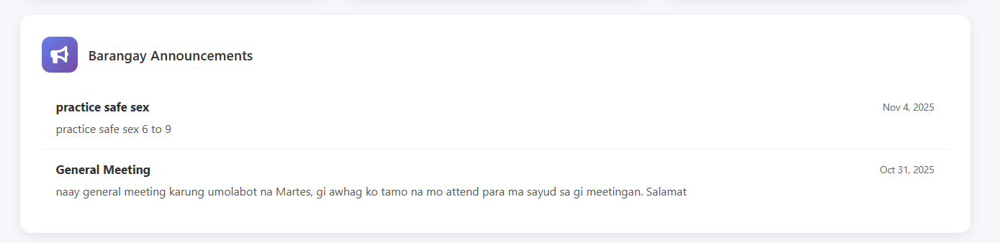 Barangay Announcements
practice safe sex
Nov 4, 2025
practice safe sex 6 to 9
General Meeting
Oct 31, 2025
naay general meeting karung umolabot na Martes, gi awhag ko tamo na mo attend para ma sayud sa gi meetingan. Salamat